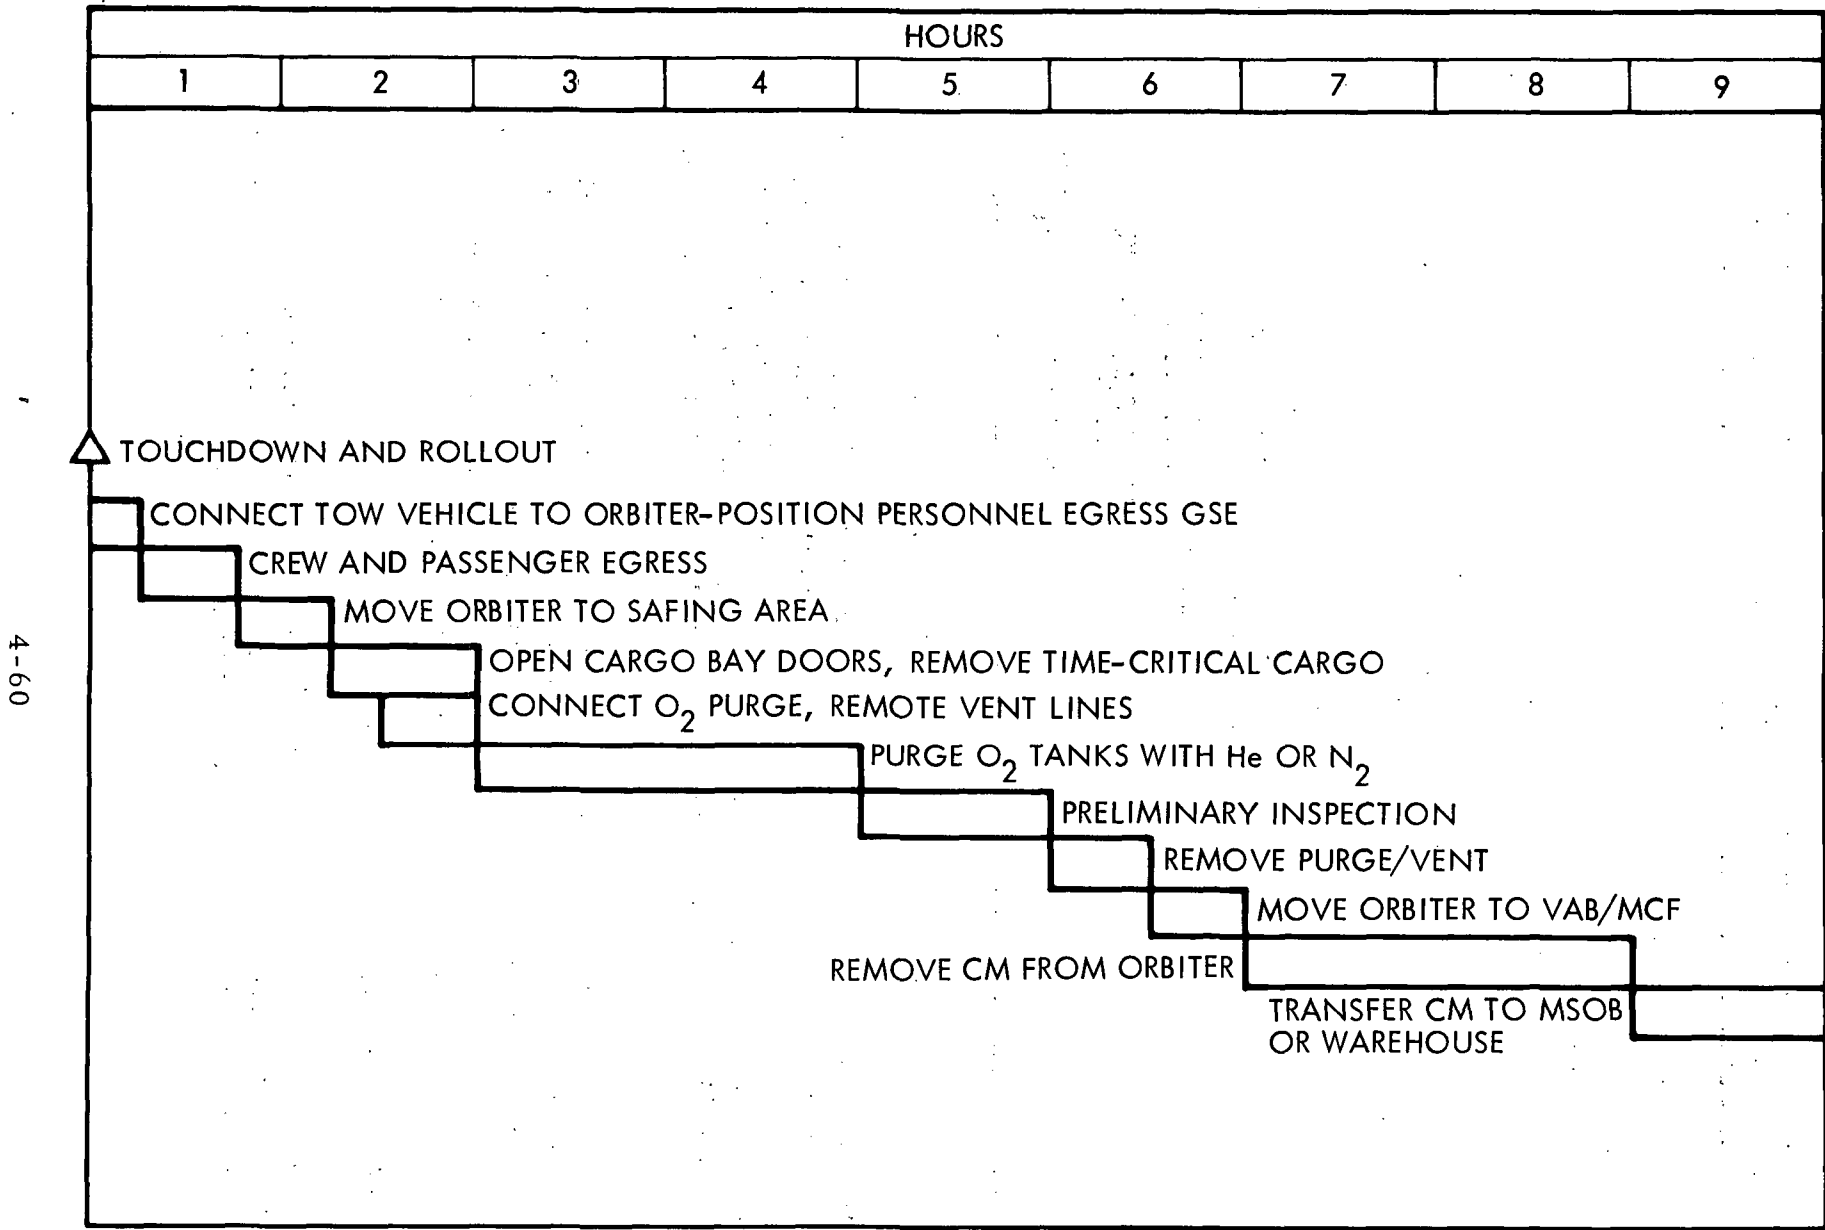 HOURS
1 2 3 4 5 6 7 8 9
TOUCHDOWN AND ROLLOUT
CONNECT TOW VEHICLE TO ORBITER-POSITION PERSONNEL EGRESS GSE
CREW AND PASSENGER EGRESS
MOVE ORBITER TO SAFING AREA
OPEN CARGO BAY DOORS, REMOVE TIME-CRITICAL CARGO
CONNECT O2 PURGE, REMOTE VENT LINES
PURGE O2 TANKS WITH He OR N2
PRELIMINARY INSPECTION
REMOVE PURGE/VENT
MOVE ORBITER TO VAB/MCF
REMOVE CM FROM ORBITER
TRANSFER CM TO MSOB
OR WAREHOUSE
4-60